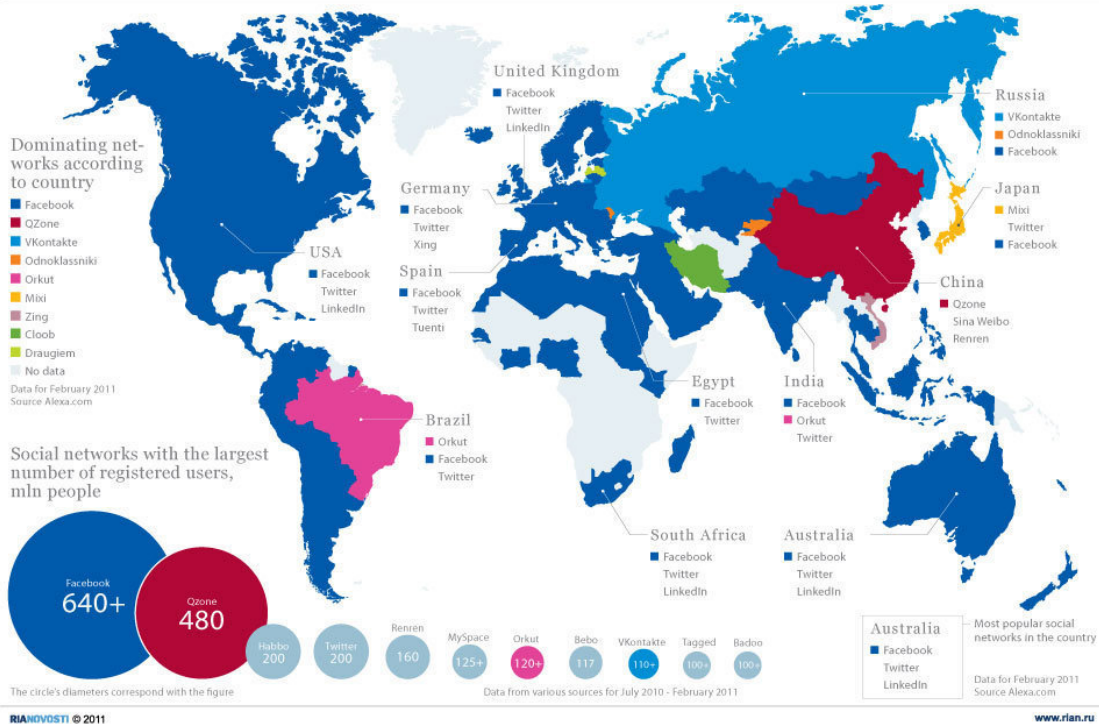 Dominating net-
works according
to country
Facebook
QZone
VKontakte
Odnoklassniki
Orkut
Mixi
Zing
Cloob
Draugiem
No data
Data for February 2011
Source Alexa.com
USA
Facebook
Twitter
LinkedIn
United Kingdom
Facebook
Twitter
LinkedIn
Germany
Facebook
Twitter
Xing
Spain
Facebook
Twitter
Tuenti
Russia
VKontakte
Odnoklassniki
Facebook
Japan
Mixi
Twitter
Facebook
China
Qzone
Sina Weibo
Renren
Brazil
Orkut
Facebook
Twitter
Egypt
Facebook
Twitter
India
Facebook
Orkut
Twitter
South Africa
Facebook
Twitter
LinkedIn
Australia
Facebook
Twitter
LinkedIn
Social networks with the largest
number of registered users,
mln people
Facebook
640+
Qzone
480
Habbo
200
Twitter
200
Renren
160
MySpace
125+
Orkut
120+
Bebo
117
VKontakte
110+
Tagged
100+
Badoo
100+
The circle's diameters correspond with the figure
Data from various sources for July 2010 - February 2011
Australia
Facebook
Twitter
LinkedIn
Most popular social
networks in the country
Data for February 2011
Source Alexa.com
RIANOVOSTI © 2011
www.rian.ru